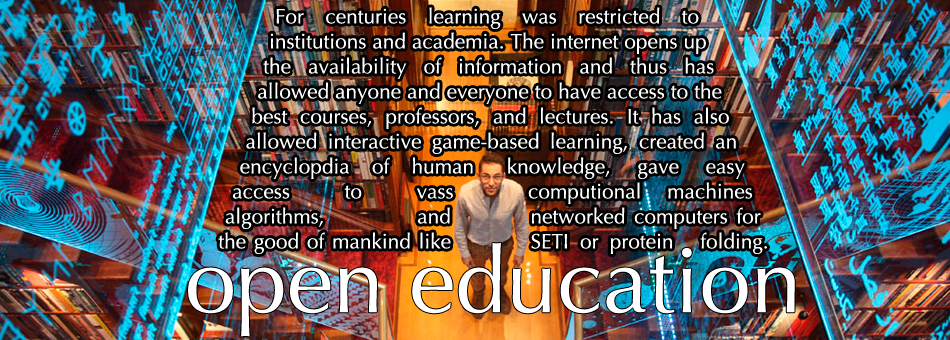 For centuries learning was restricted to
institutions and academia. The internet opens up
the availability of information and thus has
allowed anyone and everyone to have access to the
best courses, professors, and lectures. It has also
allowed interactive game-based learning, created an
encyclopdia of human knowledge, gave easy
access to vass computional machines
algorithms, and networked computers for
the good of mankind like SETI or protein folding.
open education